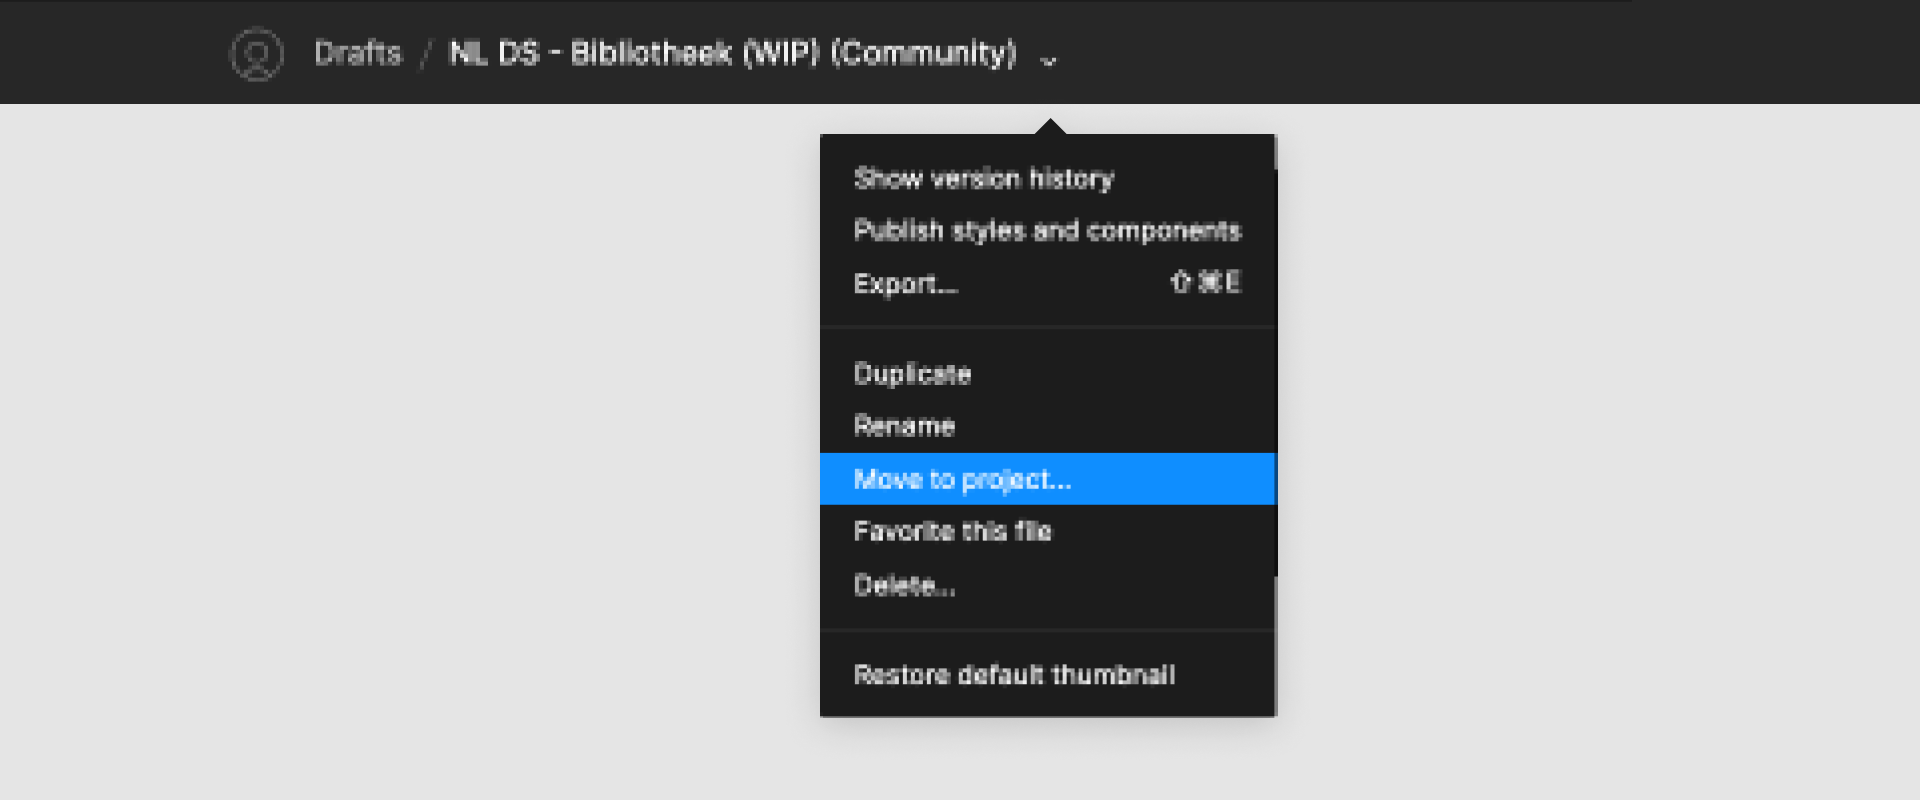 Drafts / NL DS - Bibliotheek (WIP) (Community)
Show version history
Publish styles and components
Export... ⇧⌘E
Duplicate
Rename
Move to project...
Favorite this file
Delete...
Restore default thumbnail